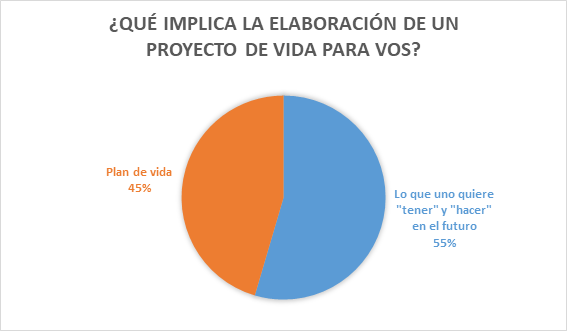 ¿QUÉ IMPLICA LA ELABORACIÓN DE UN
PROYECTO DE VIDA PARA VOS?
Plan de vida
45%
Lo que uno quiere
"tener" y "hacer"
en el futuro
55%